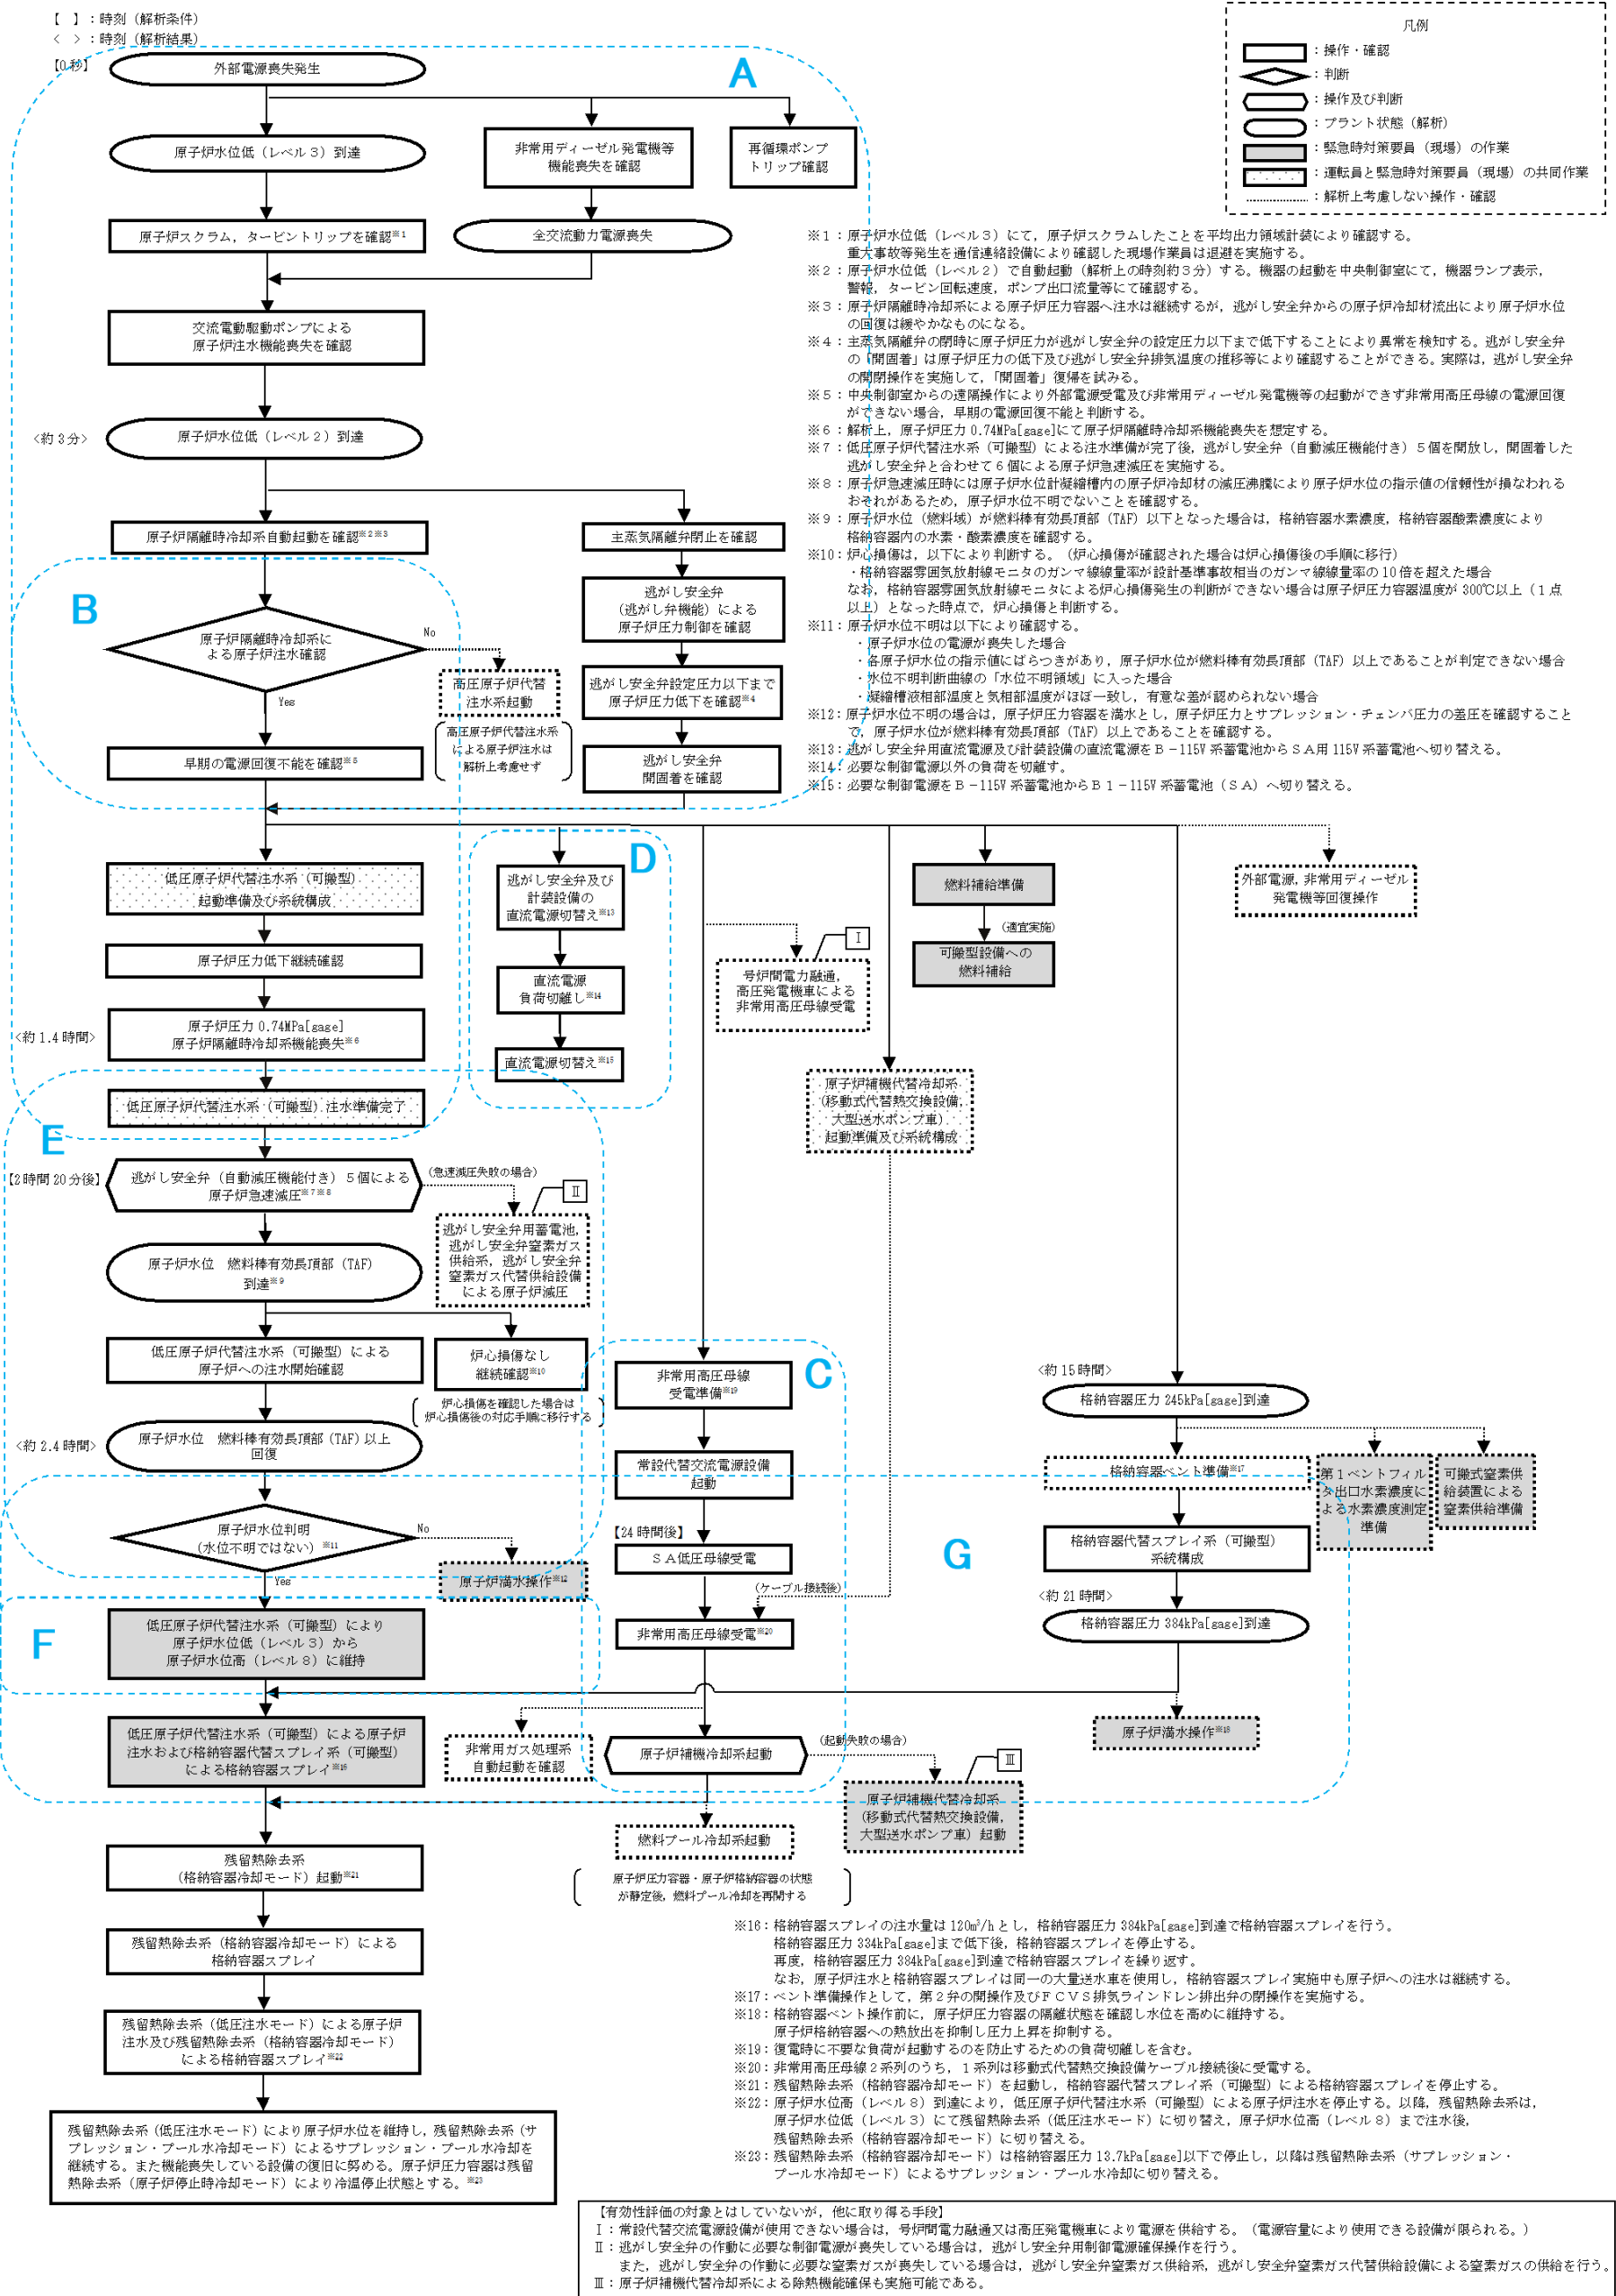 【　】：時刻（解析条件）
＜　＞：時刻（解析結果）
【0秒】
外部電源喪失発生
A
原子炉水位低（レベル３）到達
非常用ディーゼル発電機等
機能喪失を確認
再循環ポンプ
トリップ確認
原子炉スクラム，タービントリップを確認※1
全交流動力電源喪失
交流電動駆動ポンプによる
原子炉注水機能喪失を確認
＜約3分＞
原子炉水位低（レベル２）到達
原子炉隔離時冷却系自動起動を確認※2※3
主蒸気隔離弁閉止を確認
B
原子炉隔離時冷却系に
よる原子炉注水確認
No
Yes
高圧原子炉代替
注水系起動
高圧原子炉代替注水系
による原子炉注水は
解析上考慮せず
逃がし安全弁
（逃がし弁機能）による
原子炉圧力制御を確認
逃がし安全弁設定圧力以下まで
原子炉圧力低下を確認※4
逃がし安全弁
開固着を確認
早期の電源回復不能を確認※5
凡例
：操作・確認
：判断
：操作及び判断
：プラント状態（解析）
：緊急時対策要員（現場）の作業
：運転員と緊急時対策要員（現場）の共同作業
：解析上考慮しない操作・確認
※1：原子炉水位低（レベル３）にて，原子炉スクラムしたことを平均出力領域計装により確認する。
重大事故等発生を通信連絡設備により確認した現場作業員は退避を実施する。
※2：原子炉水位低（レベル２）で自動起動（解析上の時刻約３分）する。機器の起動を中央制御室にて，機器ランプ表示，
警報，タービン回転速度，ポンプ出口流量等にて確認する。
※3：原子炉隔離時冷却系による原子炉圧力容器へ注水は継続するが，逃がし安全弁からの原子炉冷却材流出により原子炉水位
の回復は緩やかなものになる。
※4：主蒸気隔離弁の閉時に原子炉圧力が逃がし安全弁の設定圧力以下まで低下することにより異常を検知する。逃がし安全弁
の「開固着」は原子炉圧力の低下及び逃がし安全弁排気温度の推移等により確認することができる。実際は，逃がし安全弁
の開閉操作を実施して，「開固着」復帰を試みる。
※5：中央制御室からの遠隔操作により外部電源受電及び非常用ディーゼル発電機等の起動ができず非常用高圧母線の電源回復
ができない場合，早期の電源回復不能と判断する。
※6：解析上，原子炉圧力0.74MPa[gage]にて原子炉隔離時冷却系機能喪失を想定する。
※7：低圧原子炉代替注水系（可搬型）による注水準備が完了後，逃がし安全弁（自動減圧機能付き）５個を開放し，開固着した
逃がし安全弁と合わせて６個による原子炉急速減圧を実施する。
※8：原子炉急速減圧時には原子炉水位計凝縮槽内の原子炉冷却材の減圧沸騰により原子炉水位の指示値の信頼性が損なわれる
おそれがあるため，原子炉水位不明でないことを確認する。
※9：原子炉水位（燃料域）が燃料棒有効長頂部（TAF）以下となった場合は，格納容器水素濃度，格納容器酸素濃度により
格納容器内の水素・酸素濃度を確認する。
※10：炉心損傷は，以下により判断する。（炉心損傷が確認された場合は炉心損傷後の手順に移行）
・格納容器雰囲気放射線モニタのガンマ線線量率が設計基準事故相当のガンマ線線量率の10倍を超えた場合
なお，格納容器雰囲気放射線モニタによる炉心損傷発生の判断ができない場合は原子炉圧力容器温度が300℃以上（１点
以上）となった時点で，炉心損傷と判断する。
※11：原子炉水位不明は以下により確認する。
・原子炉水位の電源が喪失した場合
・各原子炉水位の指示値にばらつきがあり，原子炉水位が燃料棒有効長頂部（TAF）以上であることが判定できない場合
・水位不明判断曲線の「水位不明領域」に入った場合
・凝縮槽液相部温度と気相部温度がほぼ一致し，有意な差が認められない場合
※12：原子炉水位不明の場合は，原子炉圧力容器を満水とし，原子炉圧力とサプレッション・チェンバ圧力の差圧を確認すること
で，原子炉水位が燃料棒有効長頂部（TAF）以上であることを確認する。
※13：逃がし安全弁用直流電源及び計装設備の直流電源をＢ－115V系蓄電池からＳＡ用115V系蓄電池へ切り替える。
※14：必要な制御電源以外の負荷を切離す。
※15：必要な制御電源をＢ－115V系蓄電池からＢ１－115V系蓄電池（ＳＡ）へ切り替える。
低圧原子炉代替注水系（可搬型）
起動準備及び系統構成
原子炉圧力低下継続確認
＜約1.4時間＞
原子炉圧力0.74MPa[gage]
原子炉隔離時冷却系機能喪失※6
低圧原子炉代替注水系（可搬型）注水準備完了
D
逃がし安全弁及び
計装設備の
直流電源切替え※13
直流電源
負荷切離し※14
直流電源切替え※15
Ⅰ
号炉間電力融通，
高圧発電機車による
非常用高圧母線受電
燃料補給準備
（適宜実施）
可搬型設備への
燃料補給
外部電源，非常用ディーゼル
発電機等回復操作
原子炉補機代替冷却系
（移動式代替熱交換設備，
大型送水ポンプ車）
起動準備及び系統構成
E
【2時間20分後】
逃がし安全弁（自動減圧機能付き）５個による
原子炉急速減圧※7※8
（急速減圧失敗の場合）
Ⅱ
逃がし安全弁用蓄電池，
逃がし安全弁窒素ガス
供給系，逃がし安全弁
窒素ガス代替供給設備
による原子炉減圧
原子炉水位　燃料棒有効長頂部（TAF）
到達※9
低圧原子炉代替注水系（可搬型）による
原子炉への注水開始確認
炉心損傷なし
継続確認※10
炉心損傷を確認した場合は
炉心損傷後の対応手順に移行する
＜約2.4時間＞
原子炉水位　燃料棒有効長頂部（TAF）以上
回復
原子炉水位判明
（水位不明ではない）※11
No
Yes
原子炉満水操作※12
C
非常用高圧母線
受電準備※19
常設代替交流電源設備
起動
【24時間後】
ＳＡ低圧母線受電
（ケーブル接続後）
非常用高圧母線受電※20
＜約15時間＞
格納容器圧力245kPa[gage]到達
格納容器ベント準備※17
第１ベントフィル
タ出口水素濃度に
よる水素濃度測定
準備
可搬式窒素供
給装置による
窒素供給準備
G
格納容器代替スプレイ系（可搬型）
系統構成
＜約21時間＞
格納容器圧力384kPa[gage]到達
F
低圧原子炉代替注水系（可搬型）により
原子炉水位低（レベル３）から
原子炉水位高（レベル８）に維持
原子炉満水操作※18
低圧原子炉代替注水系（可搬型）による原子炉
注水および格納容器代替スプレイ系（可搬型）
による格納容器スプレイ※16
非常用ガス処理系
自動起動を確認
原子炉補機冷却系起動
（起動失敗の場合）
Ⅲ
原子炉補機代替冷却系
（移動式代替熱交換設備，
大型送水ポンプ車）起動
燃料プール冷却系起動
原子炉圧力容器・原子炉格納容器の状態
が静定後，燃料プール冷却を再開する
残留熱除去系
（格納容器冷却モード）起動※21
残留熱除去系（格納容器冷却モード）による
格納容器スプレイ
残留熱除去系（低圧注水モード）による原子炉
注水及び残留熱除去系（格納容器冷却モード）
による格納容器スプレイ※22
残留熱除去系（低圧注水モード）により原子炉水位を維持し，残留熱除去系（サ
プレッション・プール水冷却モード）によるサプレッション・プール水冷却を
継続する。また機能喪失している設備の復旧に努める。原子炉圧力容器は残留
熱除去系（原子炉停止時冷却モード）により冷温停止状態とする。※23
※16：格納容器スプレイの注水量は120m³/hとし，格納容器圧力384kPa[gage]到達で格納容器スプレイを行う。
格納容器圧力334kPa[gage]まで低下後，格納容器スプレイを停止する。
再度，格納容器圧力384kPa[gage]到達で格納容器スプレイを繰り返す。
なお，原子炉注水と格納容器スプレイは同一の大量送水車を使用し，格納容器スプレイ実施中も原子炉への注水は継続する。
※17：ベント準備操作として，第２弁の開操作及びＦＣＶＳ排気ラインドレン排出弁の閉操作を実施する。
※18：格納容器ベント操作前に，原子炉圧力容器の隔離状態を確認し水位を高めに維持する。
原子炉格納容器への熱放出を抑制し圧力上昇を抑制する。
※19：復電時に不要な負荷が起動するのを防止するための負荷切離しを含む。
※20：非常用高圧母線２系列のうち，１系列は移動式代替熱交換設備ケーブル接続後に受電する。
※21：残留熱除去系（格納容器冷却モード）を起動し，格納容器代替スプレイ系（可搬型）による格納容器スプレイを停止する。
※22：原子炉水位高（レベル８）到達により，低圧原子炉代替注水系（可搬型）による原子炉注水を停止する。以降，残留熱除去系は，
原子炉水位低（レベル３）にて残留熱除去系（低圧注水モード）に切り替え，原子炉水位高（レベル８）まで注水後，
残留熱除去系（格納容器冷却モード）に切り替える。
※23：残留熱除去系（格納容器冷却モード）は格納容器圧力13.7kPa[gage]以下で停止し，以降は残留熱除去系（サプレッション・
プール水冷却モード）によるサプレッション・プール水冷却に切り替える。
【有効性評価の対象とはしていないが，他に取り得る手段】
Ⅰ：常設代替交流電源設備が使用できない場合は，号炉間電力融通又は高圧発電機車により電源を供給する。（電源容量により使用できる設備が限られる。）
Ⅱ：逃がし安全弁の作動に必要な制御電源が喪失している場合は，逃がし安全弁用制御電源確保操作を行う。
また，逃がし安全弁の作動に必要な窒素ガスが喪失している場合は，逃がし安全弁窒素ガス供給系，逃がし安全弁窒素ガス代替供給設備による窒素ガスの供給を行う。
Ⅲ：原子炉補機代替冷却系による除熱機能確保も実施可能である。